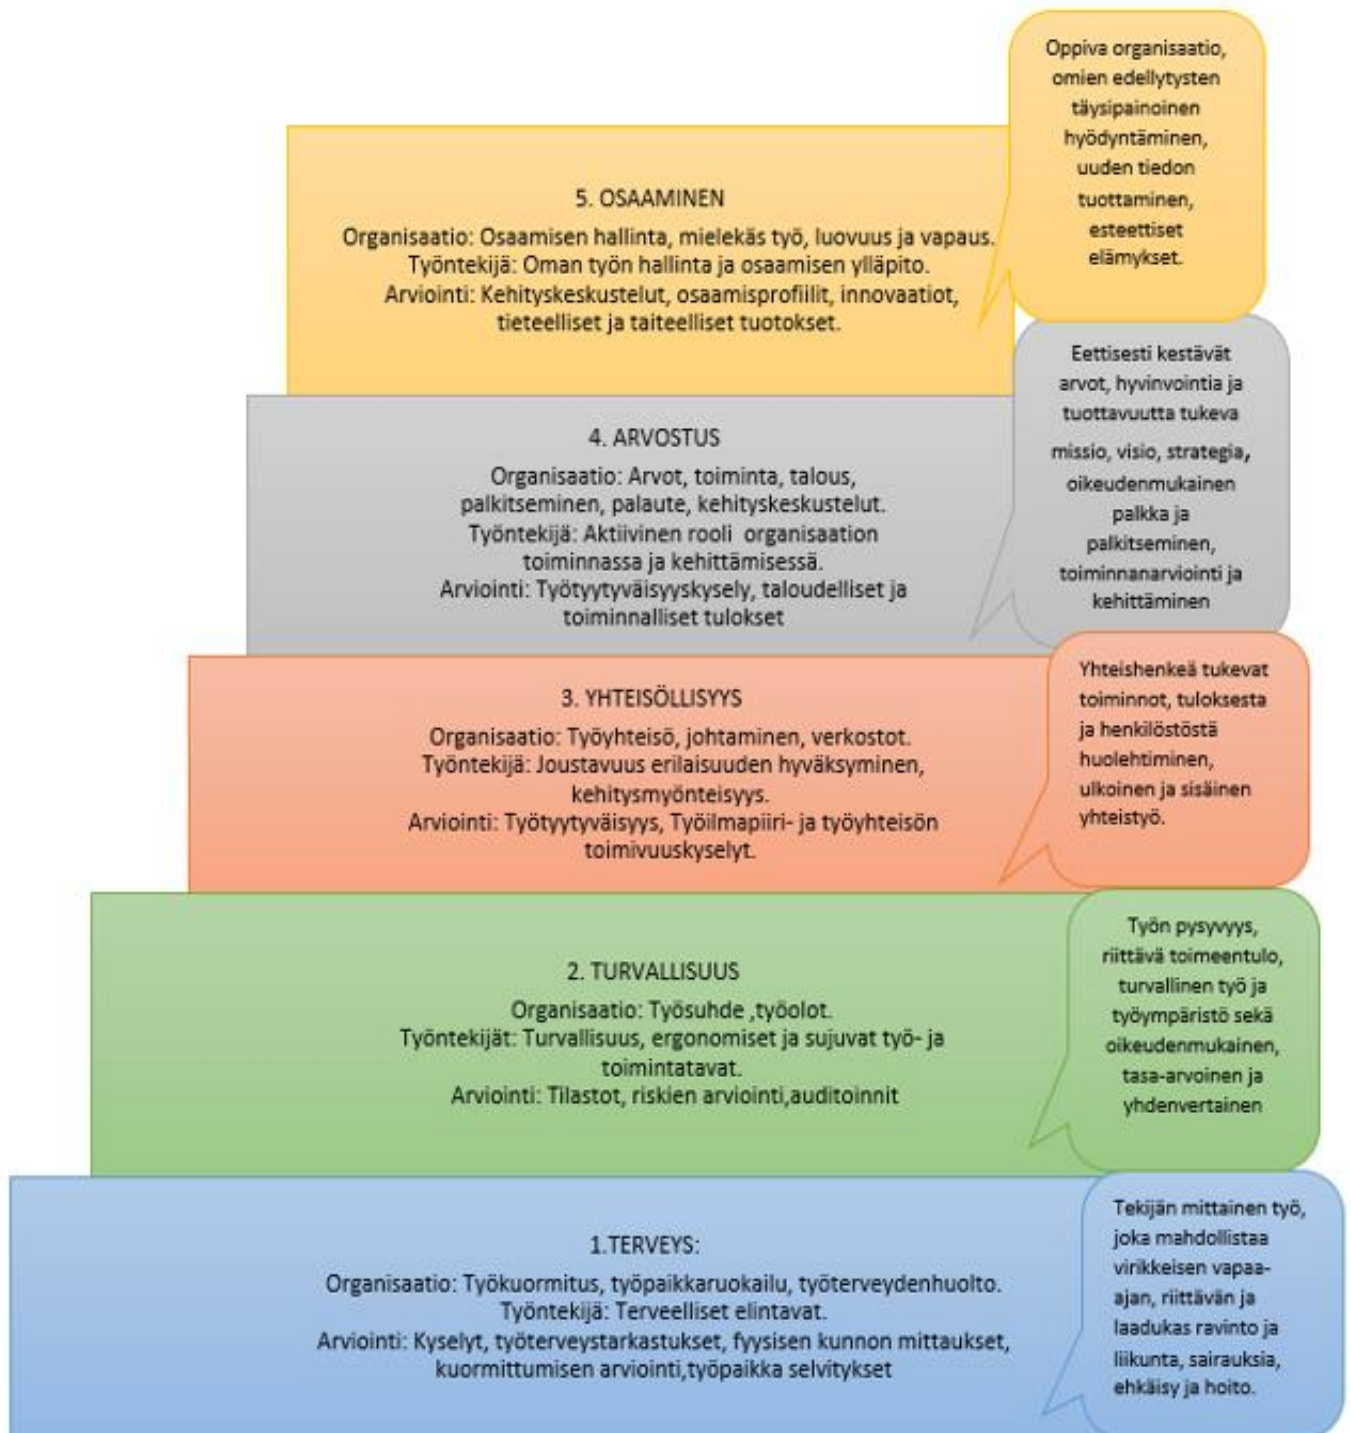 Oppiva organisaatio,
omien edellytysten
täysipainoinen
hyödyntäminen,
uuden tiedon
tuottaminen,
esteettiset
elämykset.
5. OSAAMINEN
Organisaatio: Osaamisen hallinta, mielekäs työ, luovuus ja vapaus.
Työntekijä: Oman työn hallinta ja osaamisen ylläpito.
Arviointi: Kehityskeskustelut, osaamisprofiilit, innovaatiot,
tieteelliset ja taiteelliset tuotokset.
Eettisesti kestävät
arvot, hyvinvointia ja
tuottavuutta tukeva
missio, visio, strategia,
oikeudenmukainen
palkka ja
palkitseminen,
toiminnanarviointi ja
kehittäminen
4. ARVOSTUS
Organisaatio: Arvot, toiminta, talous,
palkitseminen, palaute, kehityskeskustelut.
Työntekijä: Aktiivinen rooli organisaation
toiminnassa ja kehittämisessä.
Arviointi: Työtyytyväisyyskysely, taloudelliset ja
toiminnalliset tulokset
Yhteishenkeä tukevat
toiminnot, tuloksesta
ja henkilöstöstä
huolehtiminen,
ulkoinen ja sisäinen
yhteistyö.
3. YHTEISÖLLISYYS
Organisaatio: Työyhteisö, johtaminen, verkostot.
Työntekijä: Joustavuus erilaisuuden hyväksyminen,
kehitysmyönteisyys.
Arviointi: Työtyytyväisyys, Työilmapiiri- ja työyhteisön
toimivuuskyselyt.
Työn pysyvyys,
riittävä toimeentulo,
turvallinen työ ja
työympäristö sekä
oikeudenmukainen,
tasa-arvoinen ja
yhdenvertainen
2. TURVALLISUUS
Organisaatio: Työsuhde ,työolot.
Työntekijät: Turvallisuus, ergonomiset ja sujuvat työ- ja
toimintatavat.
Arviointi: Tilastot, riskien arviointi,auditoinnit
Tekijän mittainen työ,
joka mahdollistaa
virikkeisen vapaa-
ajan, riittävän ja
laadukas ravinto ja
liikunta, sairauksia,
ehkäisy ja hoito.
1.TERVEYS:
Organisaatio: Työkuormitus, työpaikkaruokailu, työterveydenhuolto.
Työntekijä: Terveelliset elintavat.
Arviointi: Kyselyt, työterveystarkastukset, fyysisen kunnon mittaukset,
kuormittumisen arviointi,työpaikka selvitykset